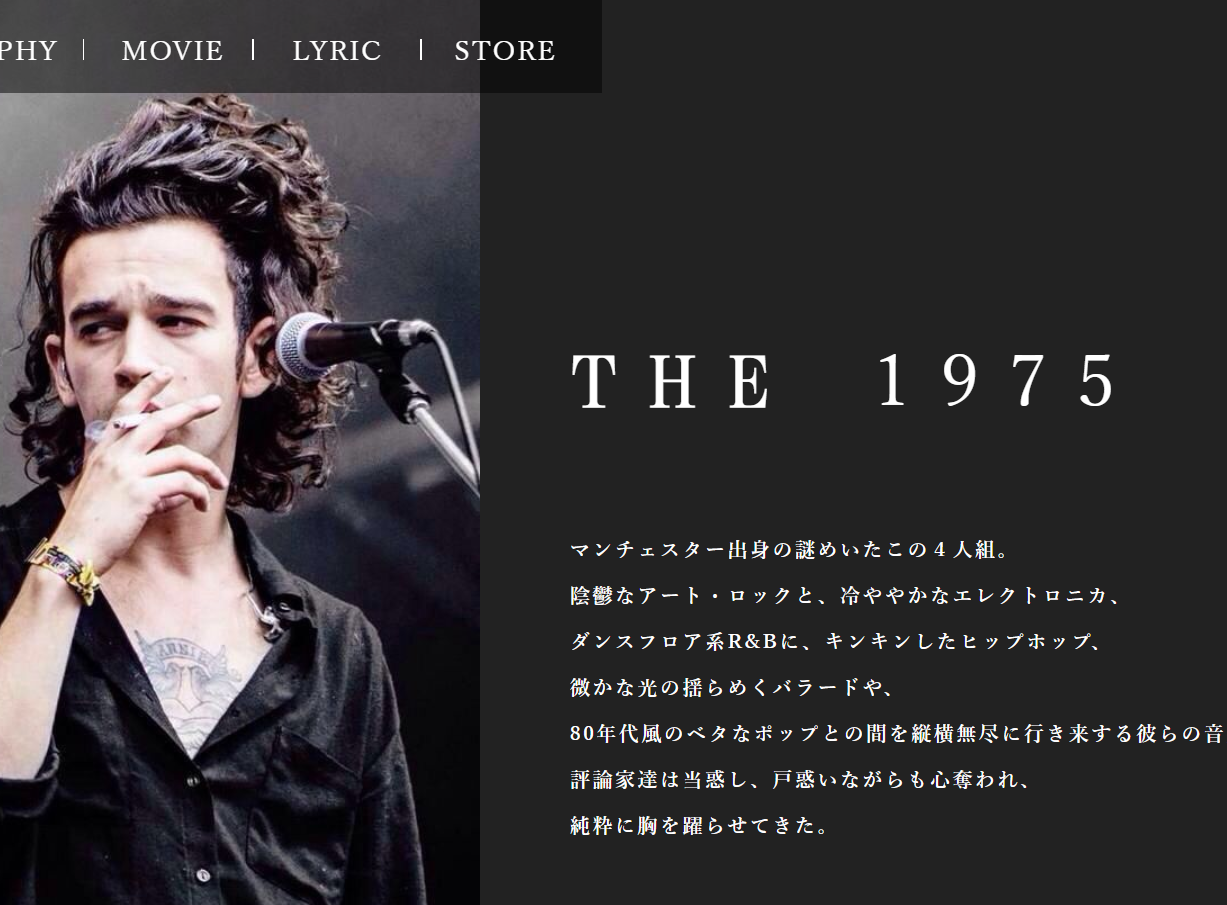 PHY | MOVIE | LYRIC | STORE
THE 1975
マンチェスター出身の謎めいたこの４人組。
陰鬱なアート・ロックと、冷ややかなエレクトロニカ、
ダンスフロア系R&Bに、キンキンしたヒップホップ、
微かな光の揺らめくバラードや、
80年代風のベタなポップとの間を縦横無尽に行き来する彼らの音
評論家達は当惑し、戸惑いながらも心奪われ、
純粋に胸を躍らせてきた。
ANNIE